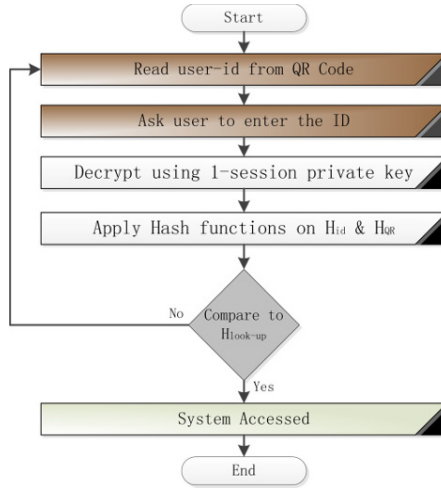 Start
Read user-id from QR Code
Ask user to enter the ID
Decrypt using 1-session private key
Apply Hash functions on Hid & HQR
Compare to
Hlook-up
No
Yes
System Accessed
End